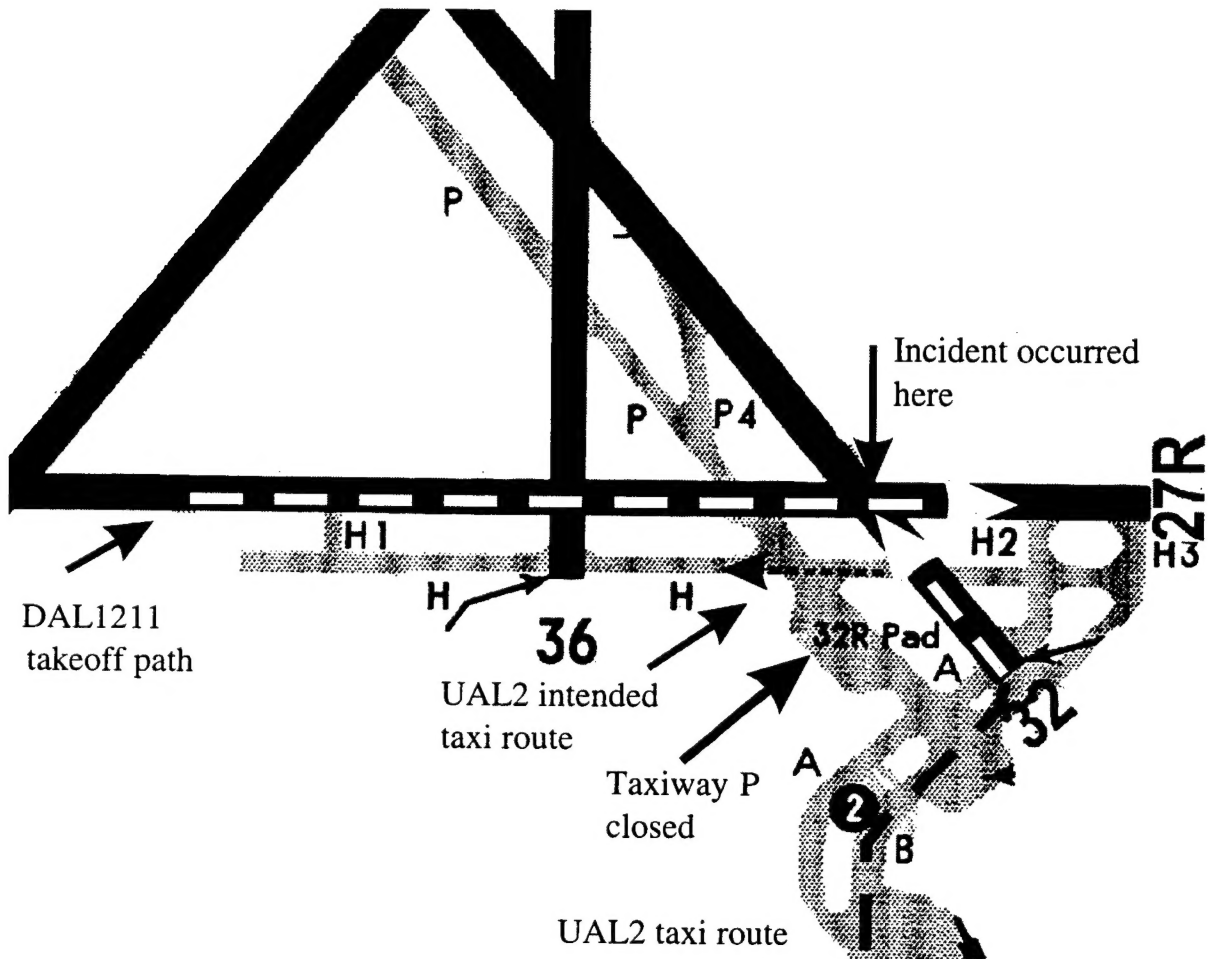 P
Incident occurred
here
P
P4
27R
H1
H2
H3
H
H
DAL1211
takeoff path
36
32R Pad
A
UAL2 intended
taxi route
32
A
Taxiway P
closed
2
B
UAL2 taxi route